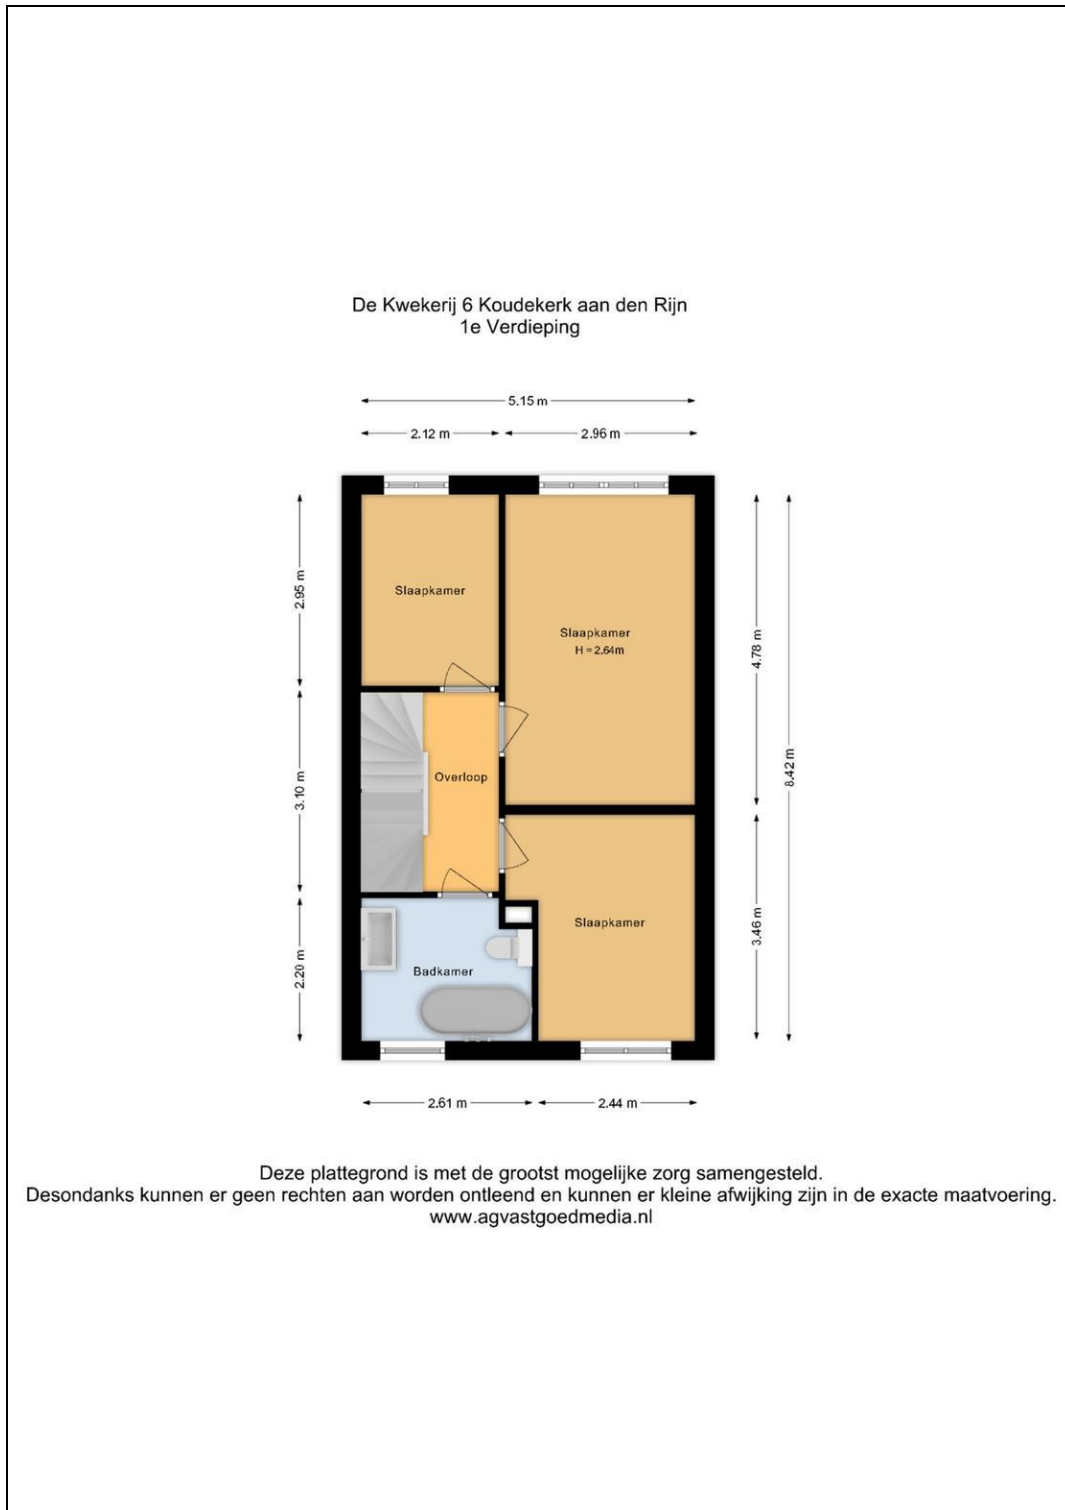 De Kwekerij 6 Koudekerk aan den Rijn
1e Verdieping
5.15 m
2.12 m
2.96 m
2.95 m
Slaapkamer
Slaapkamer
H = 2.64m
4.78 m
8.42 m
3.10 m
Overloop
2.20 m
Badkamer
Slaapkamer
3.46 m
2.61 m
2.44 m
Deze plattegrond is met de grootst mogelijke zorg samengesteld.
Desondanks kunnen er geen rechten aan worden ontleend en kunnen er kleine afwijking zijn in de exacte maatvoering.
www.agvastgoedmedia.nl